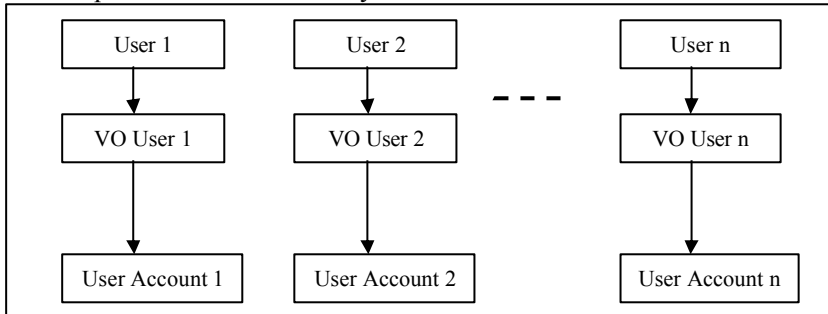 User 1 User 2 User n
VO User 1 VO User 2 VO User n
User Account 1 User Account 2 User Account n